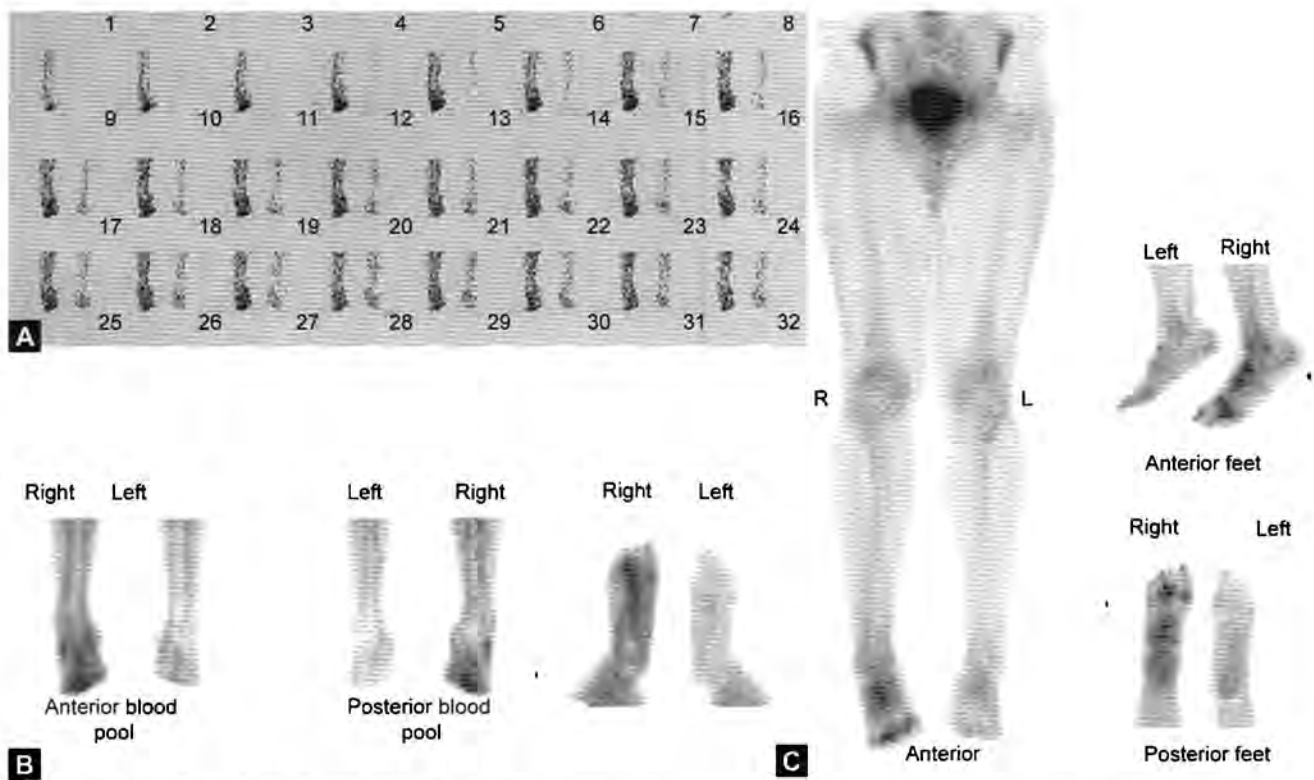 1 2 3 4 5 6 7 8
9 10 11 12 13 14 15 16
17 18 19 20 21 22 23 24
25 26 27 28 29 30 31 32
A
Right Left
Anterior blood
pool
Left Right
Posterior blood
pool
Right Left
B
R L
Anterior
C
Left Right
Anterior feet
Right Left
Posterior feet